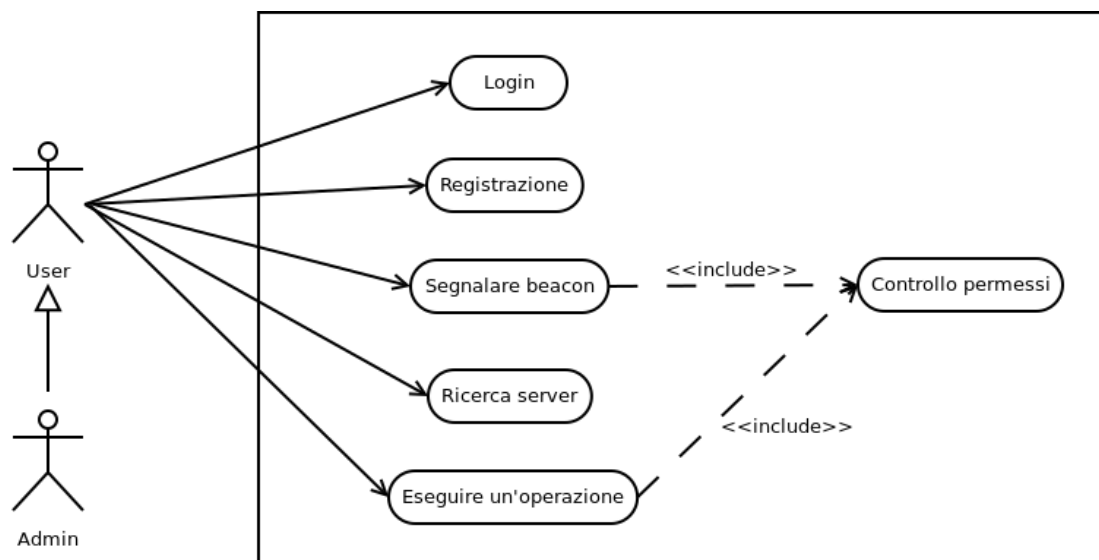 Login
Registrazione
User
Segnalare beacon
<<include>>
Controllo permessi
Ricerca server
<<include>>
Eseguire un'operazione
Admin